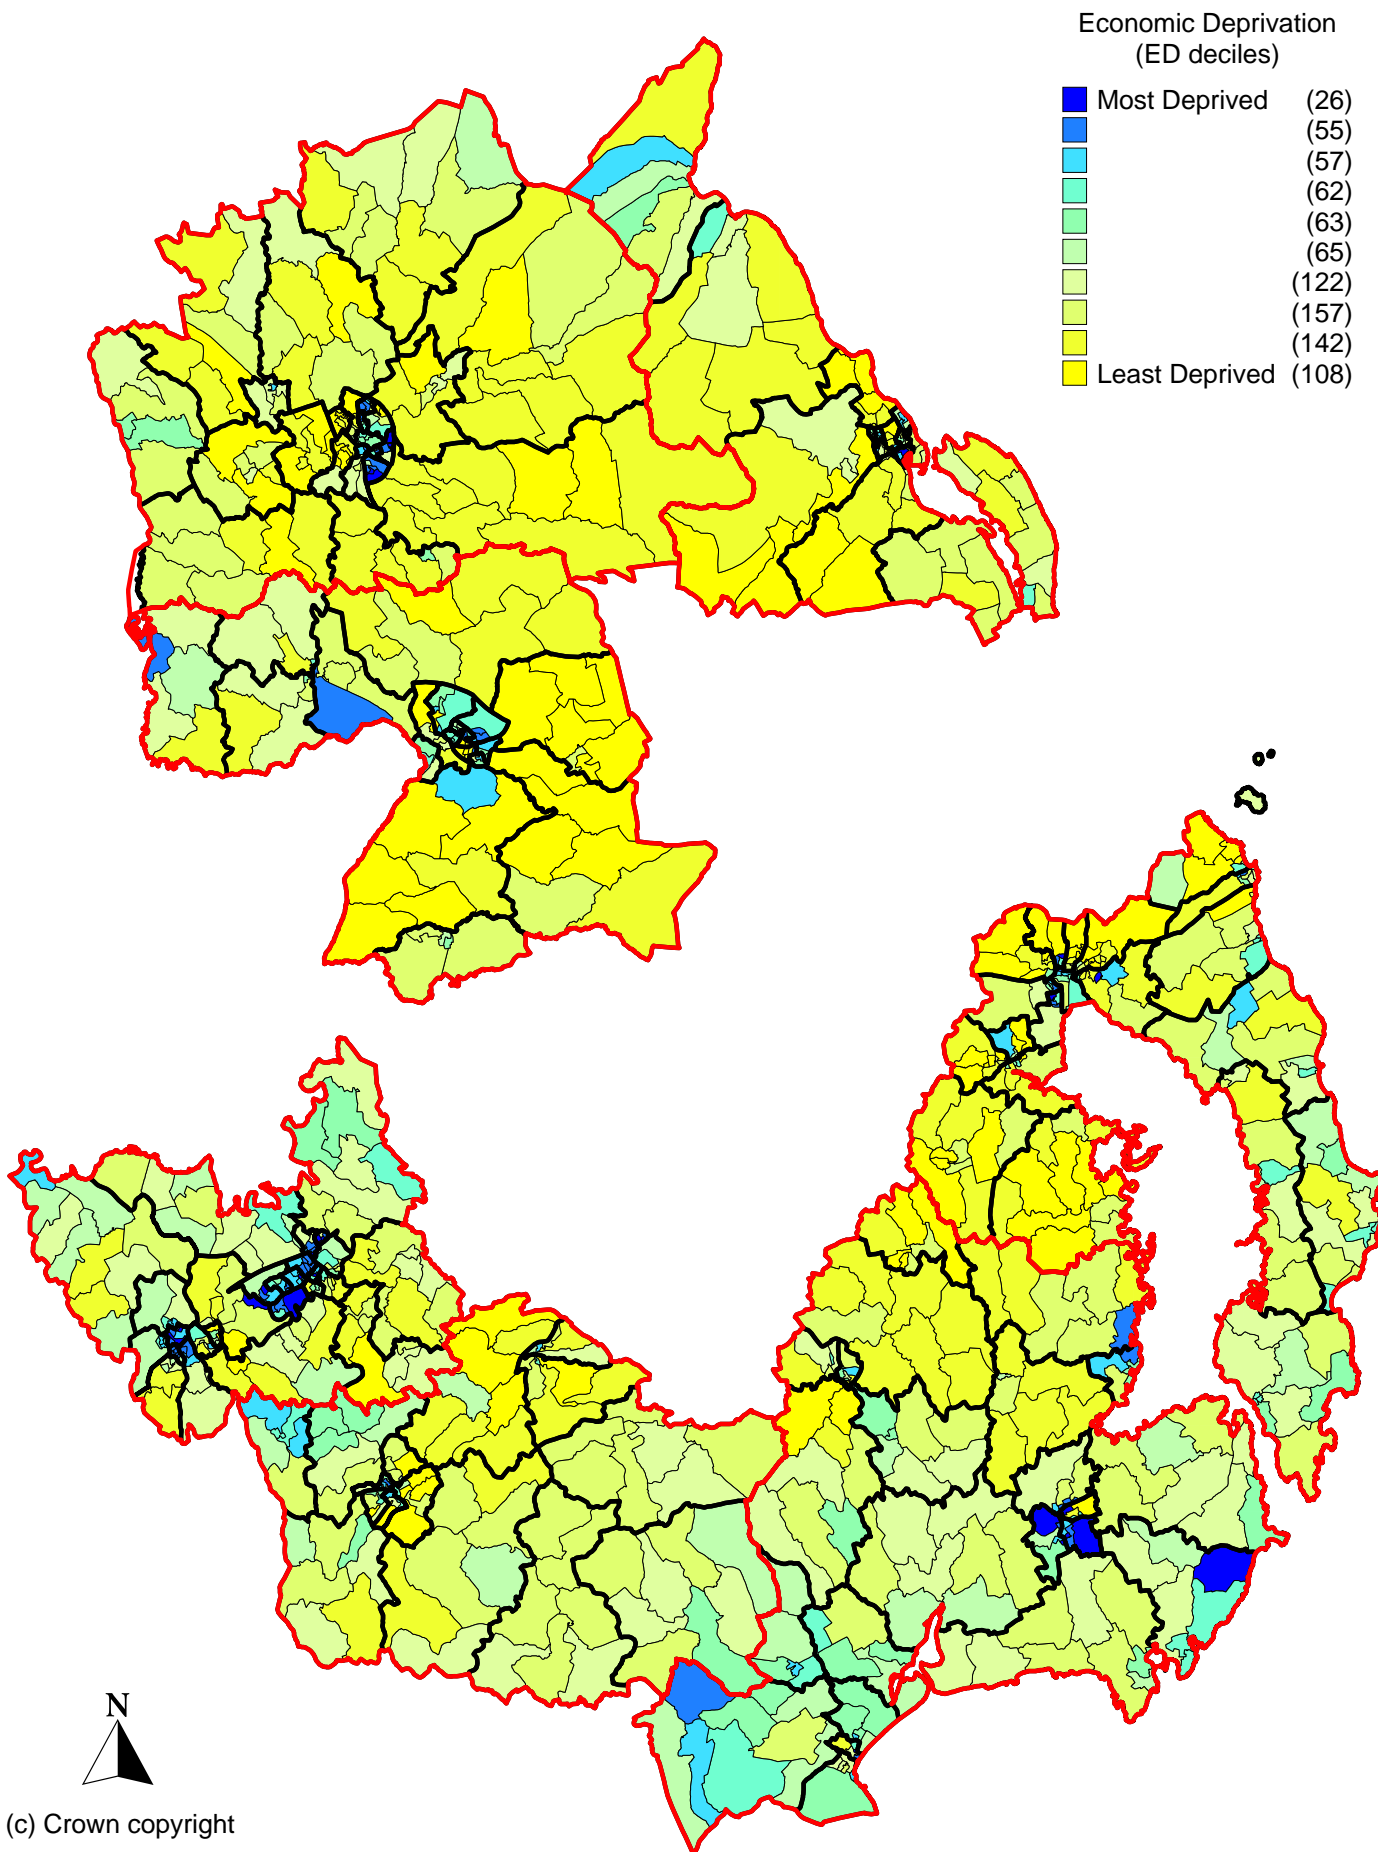 Economic Deprivation
(ED deciles)
Most Deprived (26)
(55)
(57)
(62)
(63)
(65)
(122)
(157)
(142)
Least Deprived (108)
N
(c) Crown copyright